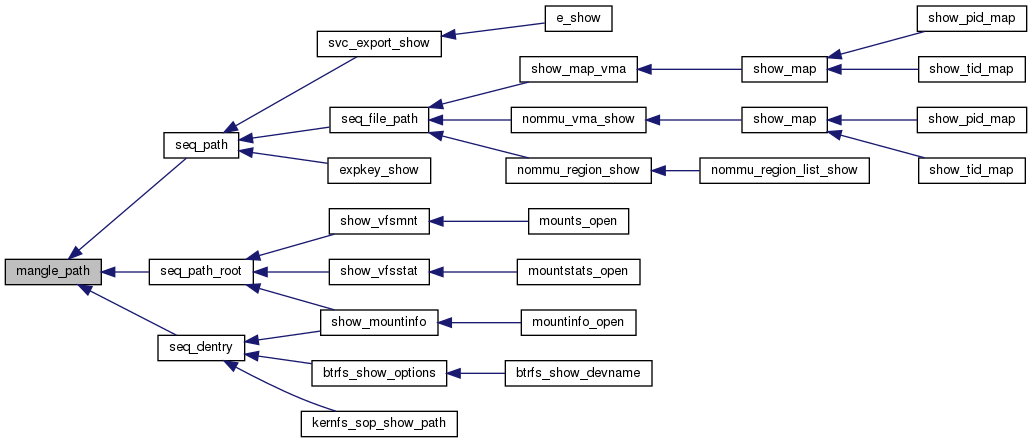 e_show
show_pid_map
svc_export_show
show_map_vma
show_map
show_tid_map
seq_file_path
nommu_vma_show
show_map
show_pid_map
seq_path
expkey_show
nommu_region_show
nommu_region_list_show
show_tid_map
show_vfsmnt
mounts_open
mangle_path
seq_path_root
show_vfsstat
mountstats_open
show_mountinfo
mountinfo_open
seq_dentry
btrfs_show_options
btrfs_show_devname
kernfs_sop_show_path